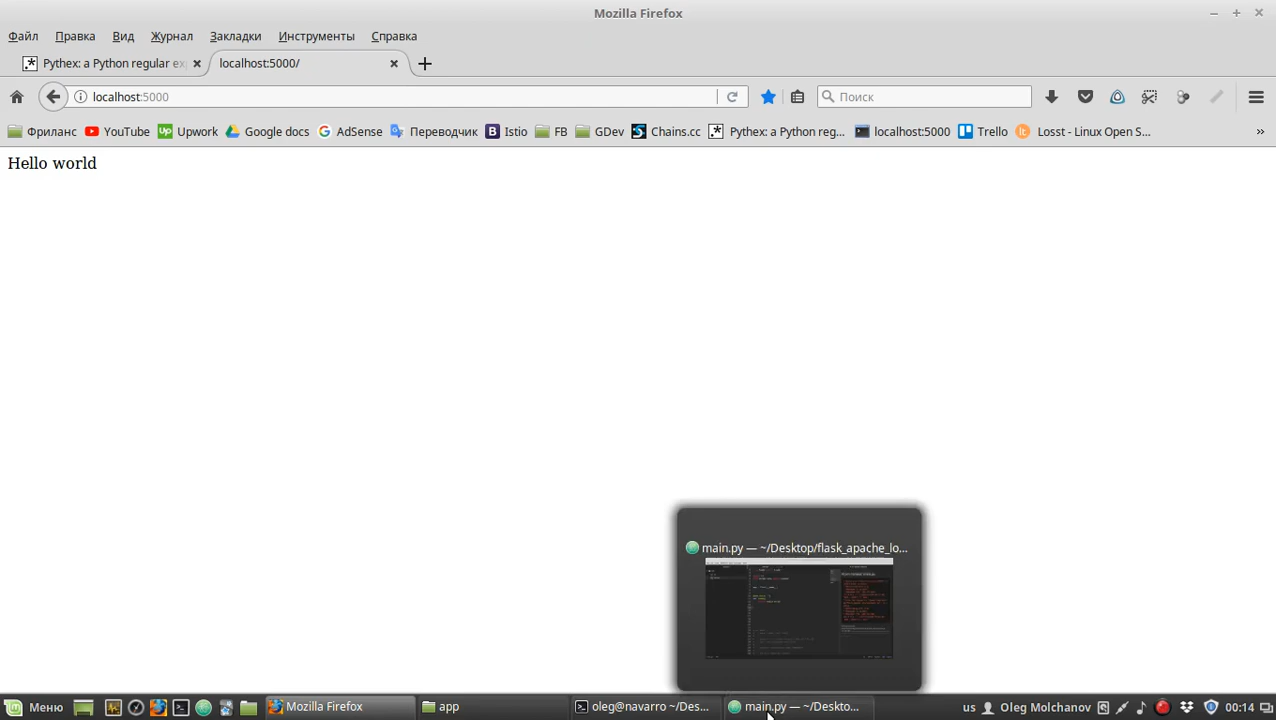 Mozilla Firefox
Файл Правка Вид Журнал Закладки Инструменты Справка
Pythex: a Python regular ex
localhost:5000/
localhost:5000
Поиск
Фриланс YouTube Upwork Google docs AdSense Переводчик Istio FB GDev Chains.cc Pythex: a Python reg... localhost:5000 Trello Losst - Linux Open S...
Hello world
main.py — ~/Desktop/flask_apache_lo...
Меню Mozilla Firefox app oleg@navarro ~/Des... main.py — ~/Deskto... us Oleg Molchanov 00:14